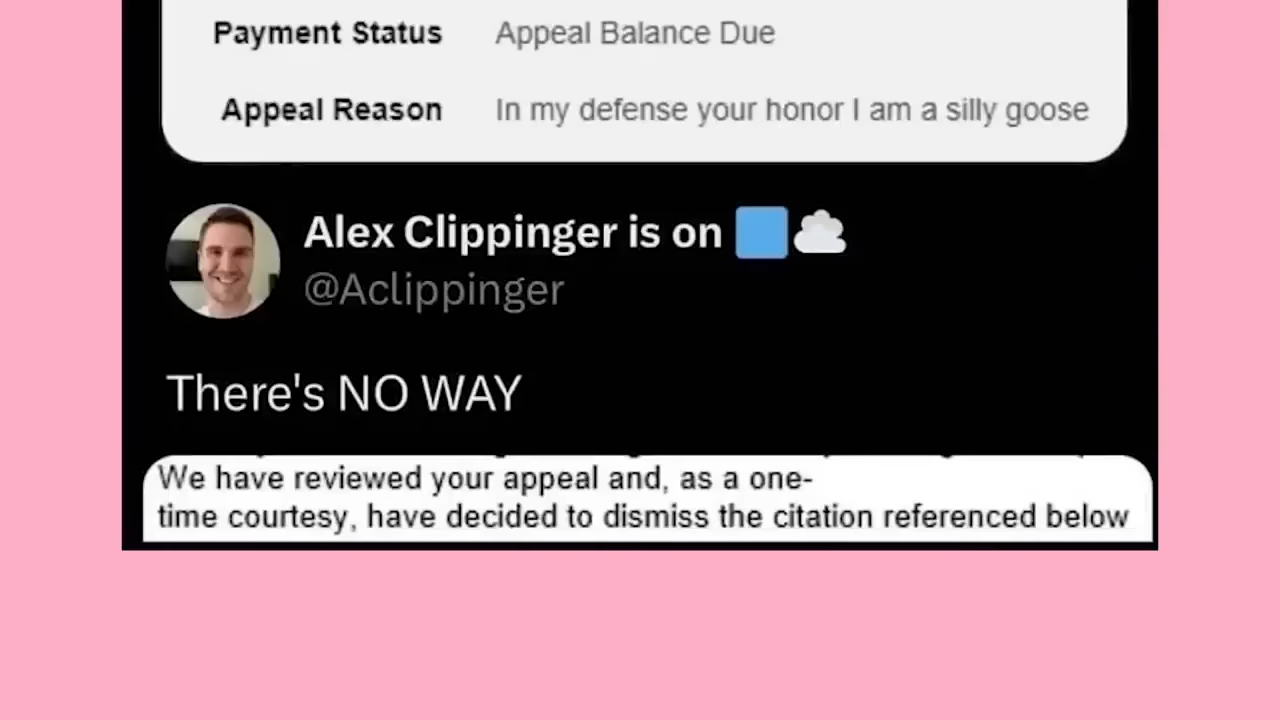 Payment Status Appeal Balance Due
Appeal Reason In my defense your honor I am a silly goose
Alex Clippinger is on 🟦☁️
@Aclippinger
There's NO WAY
We have reviewed your appeal and, as a one-
time courtesy, have decided to dismiss the citation referenced below